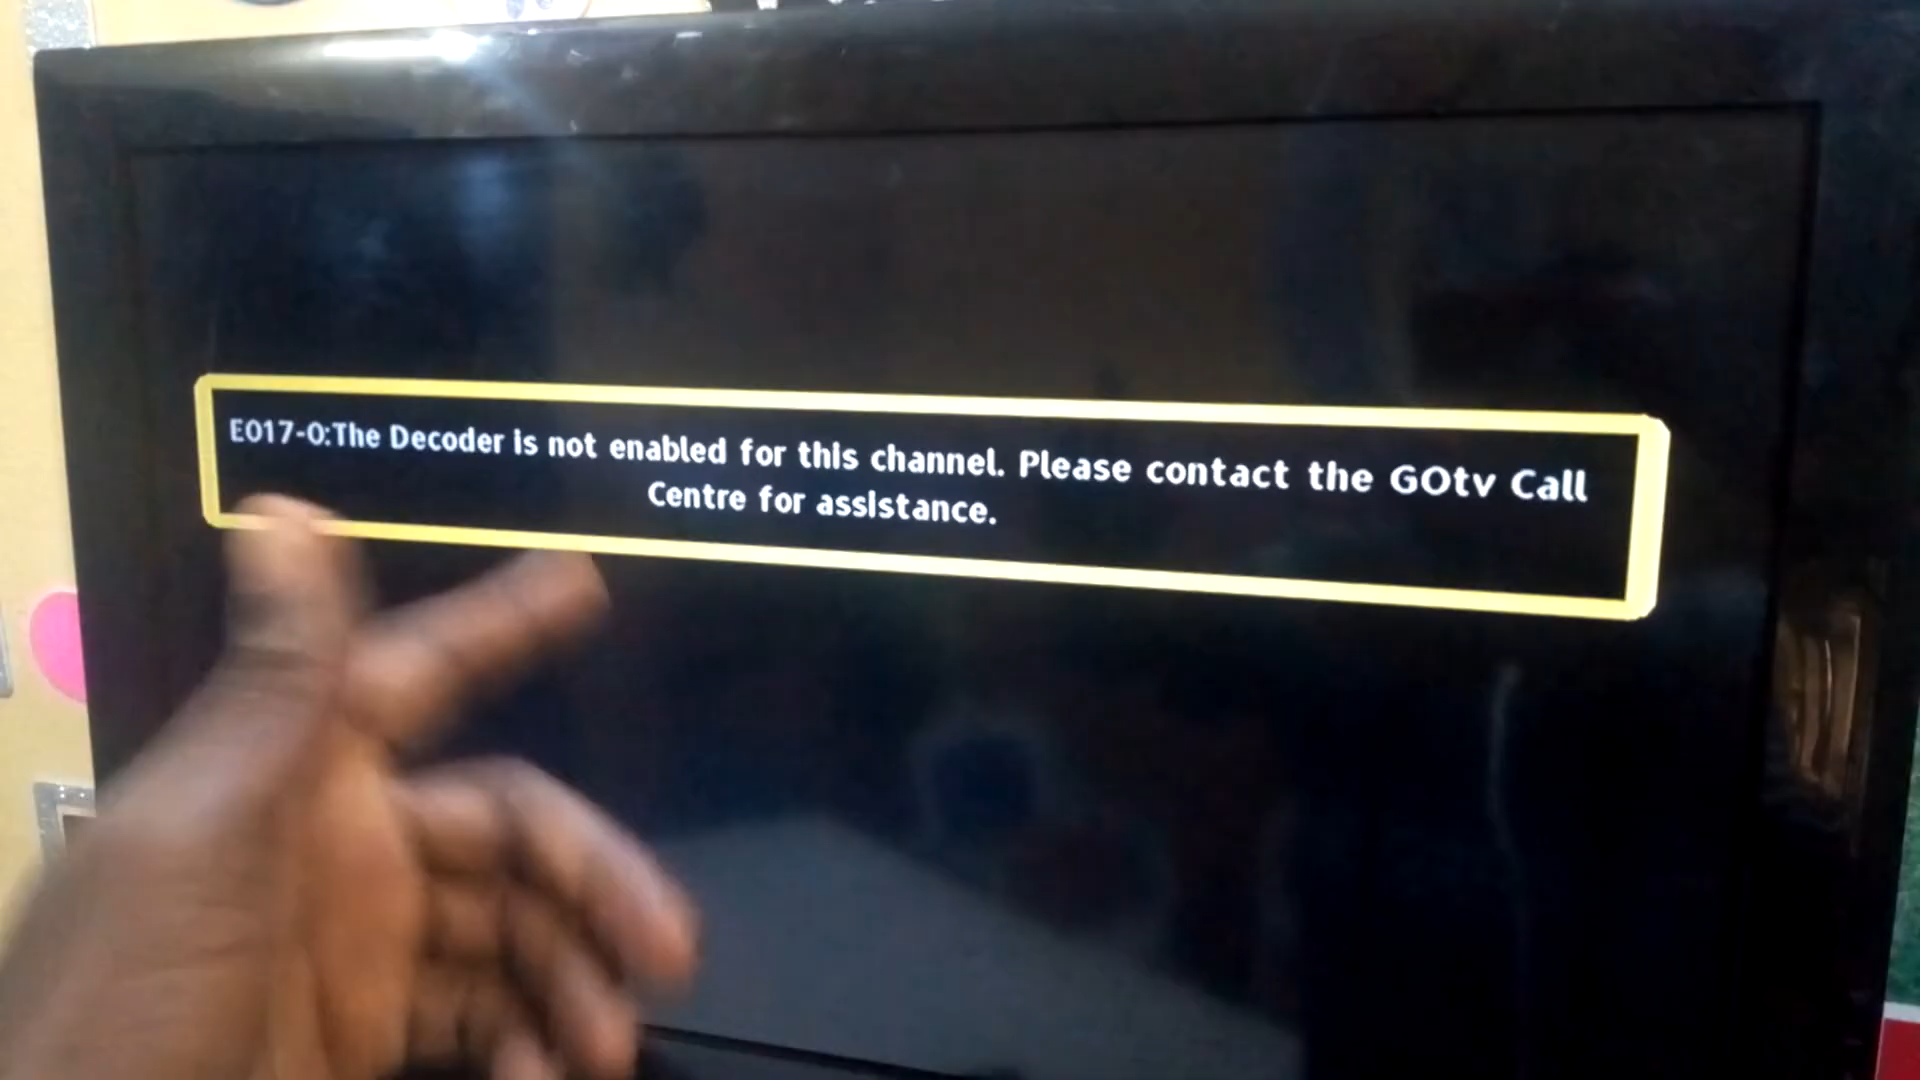 E017-0:The Decoder is not enabled for this channel. Please contact the GOtv Call
Centre for assistance.